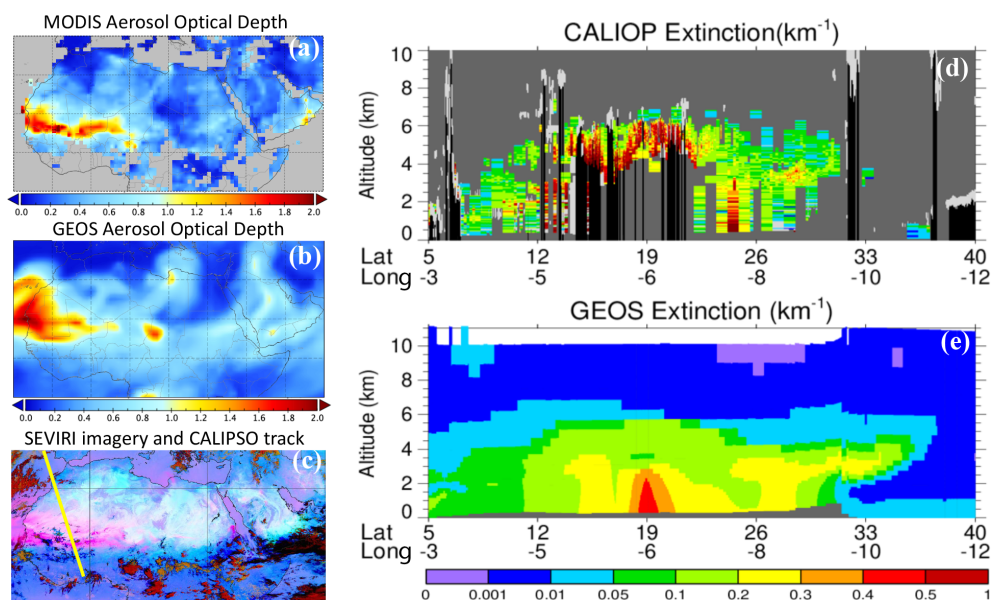 MODIS Aerosol Optical Depth
(a)
0.0 0.2 0.4 0.6 0.8 1.0 1.2 1.4 1.6 1.8 2.0
GEOS Aerosol Optical Depth
(b)
0.0 0.2 0.4 0.6 0.8 1.0 1.2 1.4 1.6 1.8 2.0
SEVIRI imagery and CALIPSO track
(c)
CALIOP Extinction(km-1)
(d)
Altitude (km)
10
8
6
4
2
0
Lat 5 12 19 26 33 40
Long -3 -5 -6 -8 -10 -12
GEOS Extinction (km-1)
(e)
Altitude (km)
10
8
6
4
2
0
Lat 5 12 19 26 33 40
Long -3 -5 -6 -8 -10 -12
0 0.001 0.01 0.05 0.1 0.2 0.3 0.4 0.5 1